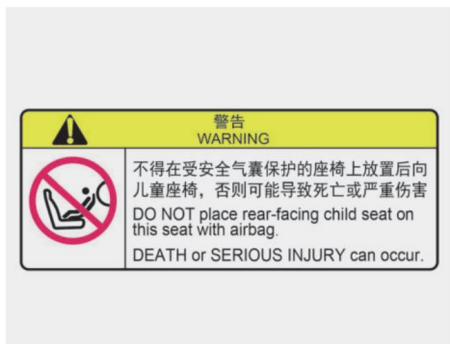 警告
WARNING
不得在受安全气囊保护的座椅上放置后向
儿童座椅，否则可能导致死亡或严重伤害
DO NOT place rear-facing child seat on
this seat with airbag.
DEATH or SERIOUS INJURY can occur.